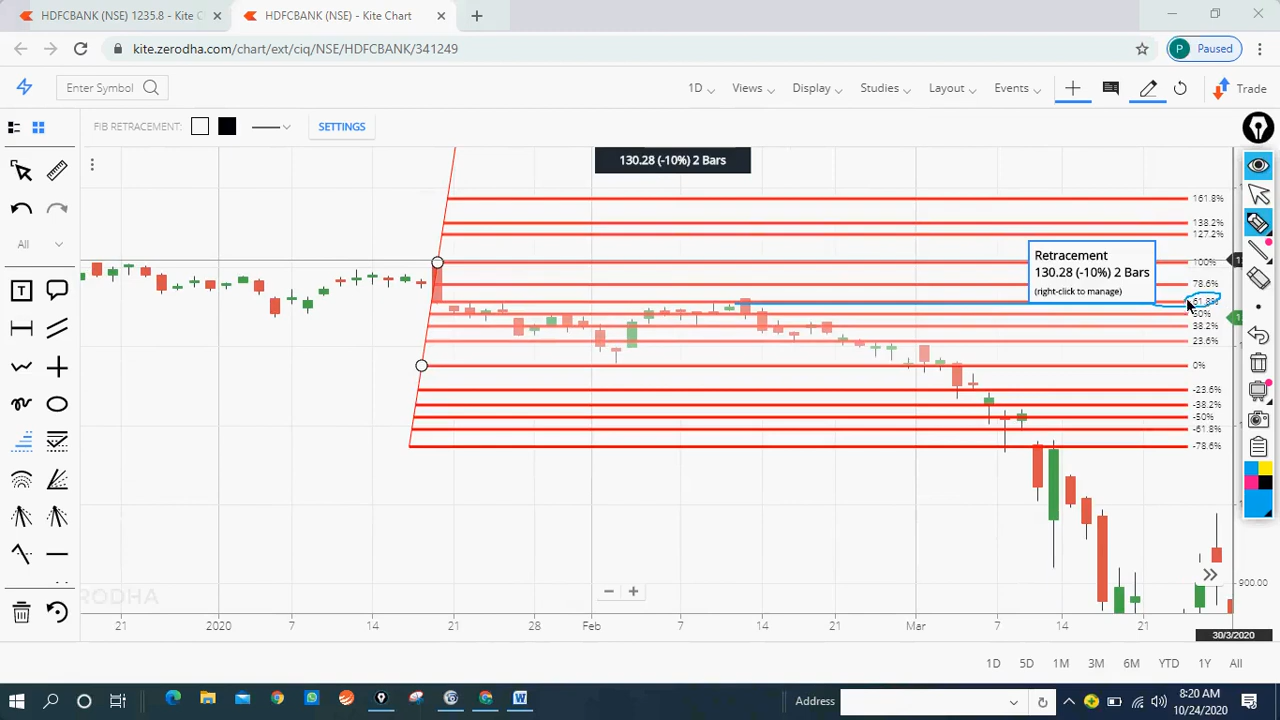 HDFCBANK (NSE) 1235.8 - Kite C
HDFCBANK (NSE) - Kite Chart
kite.zerodha.com/chart/ext/ciq/NSE/HDFCBANK/341249
P Paused
Enter Symbol
1D Views Display Studies Layout Events Trade
FIB RETRACEMENT: SETTINGS
130.28 (-10%) 2 Bars
161.8%
138.2%
127.2%
Retracement
130.28 (-10%) 2 Bars
(right-click to manage)
100%
78.6%
61.8%
50%
38.2%
23.6%
0%
-23.6%
-38.2%
-50%
-61.8%
-78.6%
All
T
900.00
ZERODHA
21 2020 7 14 21 28 Feb 7 14 21 Mar 7 14 21
30/3/2020
1D 5D 1M 3M 6M YTD 1Y All
Address
8:20 AM
10/24/2020